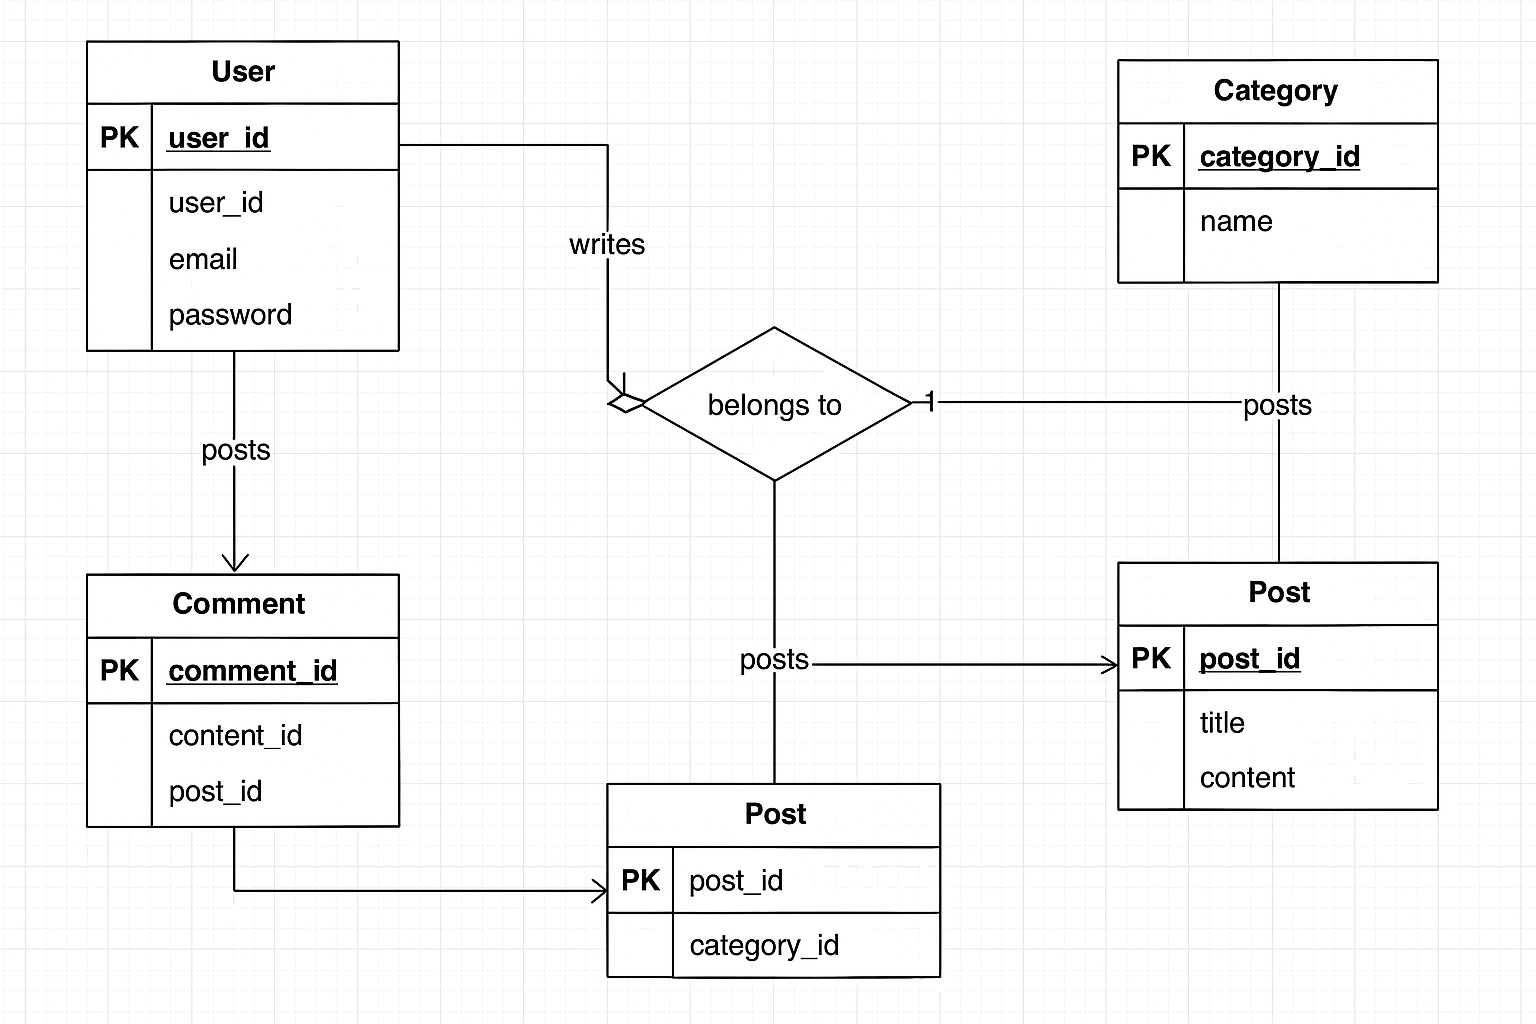 User
PK user_id
user_id
email
password
Category
PK category_id
name
writes
belongs to
1
posts
posts
Comment
PK comment_id
content_id
post_id
posts
Post
PK post_id
title
content
Post
PK post_id
category_id